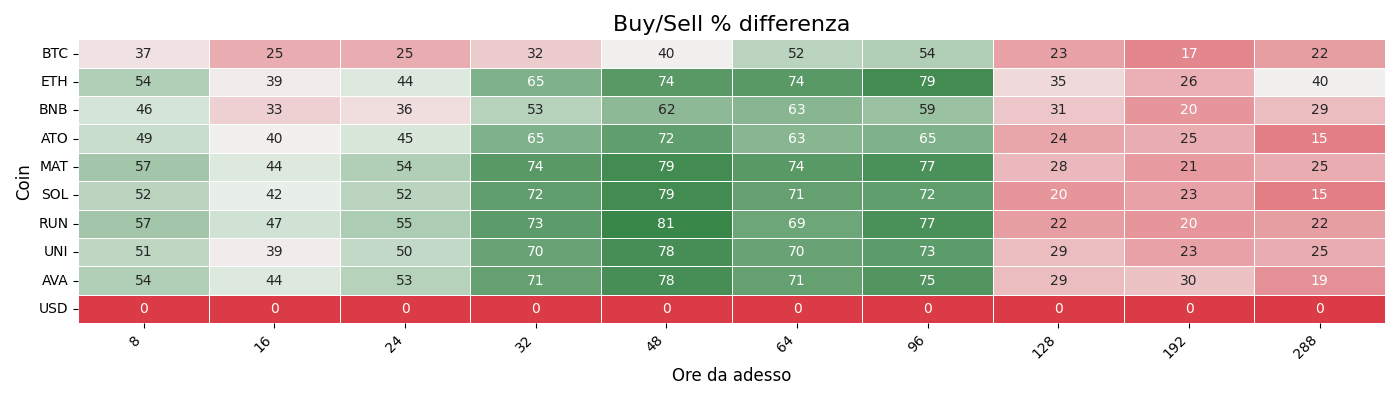 Buy/Sell % differenza
Coin
BTC 37 25 25 32 40 52 54 23 17 22
ETH 54 39 44 65 74 74 79 35 26 40
BNB 46 33 36 53 62 63 59 31 20 29
ATO 49 40 45 65 72 63 65 24 25 15
MAT 57 44 54 74 79 74 77 28 21 25
SOL 52 42 52 72 79 71 72 20 23 15
RUN 57 47 55 73 81 69 77 22 20 22
UNI 51 39 50 70 78 70 73 29 23 25
AVA 54 44 53 71 78 71 75 29 30 19
USD 0 0 0 0 0 0 0 0 0 0
8 16 24 32 48 64 96 128 192 288
Ore da adesso